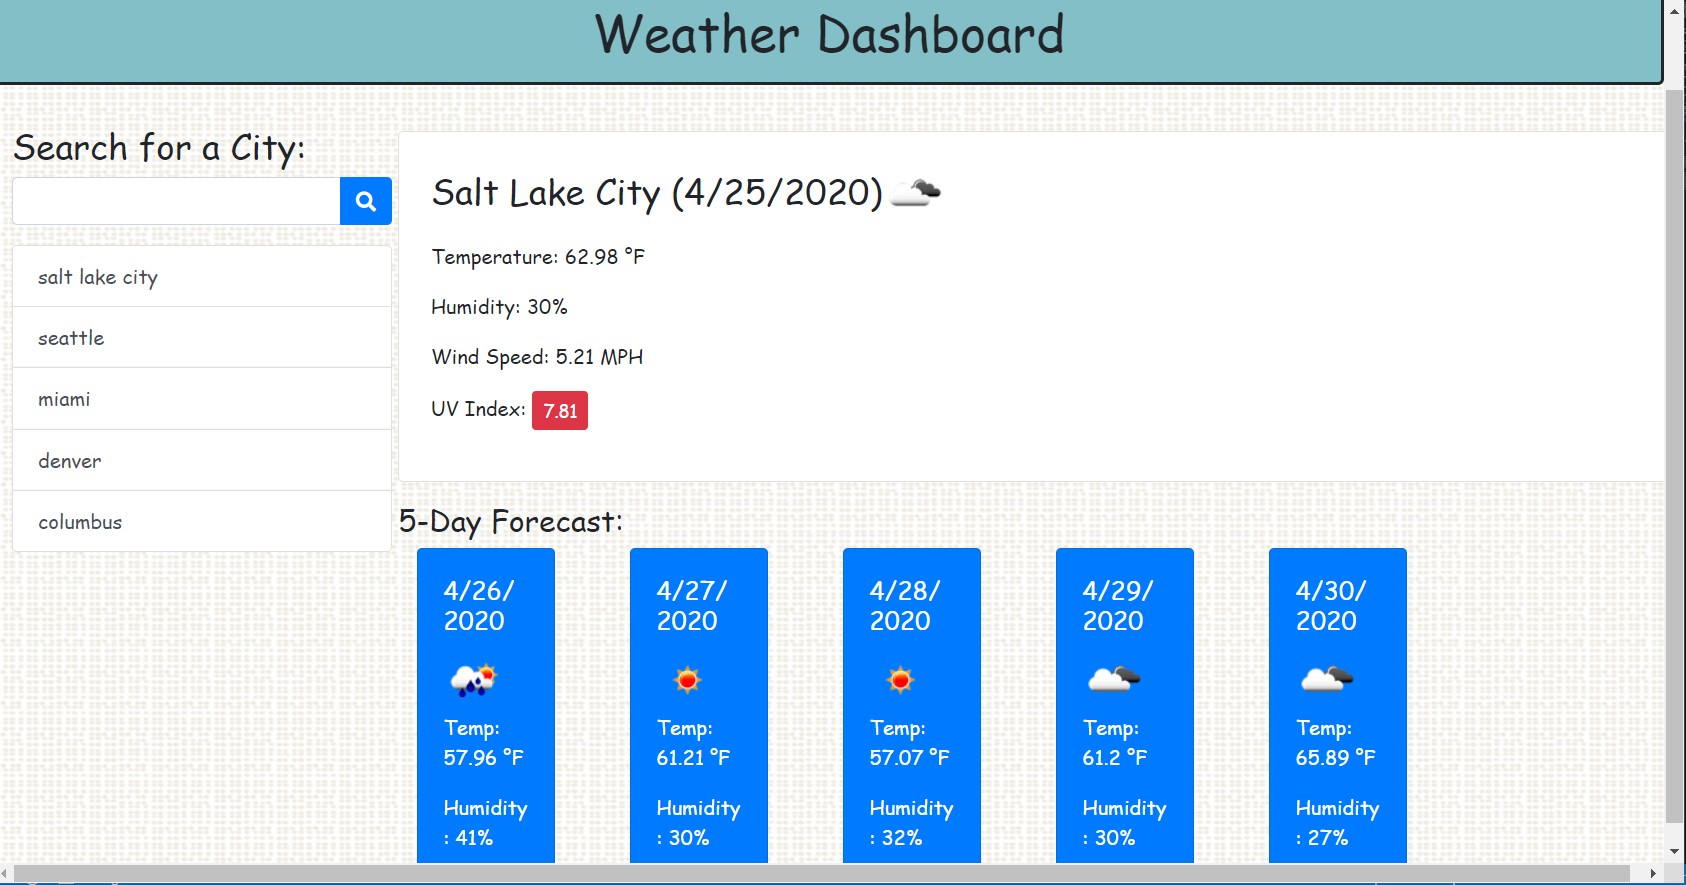 Weather Dashboard
Search for a City:
salt lake city
seattle
miami
denver
columbus
Salt Lake City (4/25/2020)
Temperature: 62.98 °F
Humidity: 30%
Wind Speed: 5.21 MPH
UV Index: 7.81
5-Day Forecast:
4/26/
2020
Temp:
57.96 °F
Humidity
: 41%
4/27/
2020
Temp:
61.21 °F
Humidity
: 30%
4/28/
2020
Temp:
57.07 °F
Humidity
: 32%
4/29/
2020
Temp:
61.2 °F
Humidity
: 30%
4/30/
2020
Temp:
65.89 °F
Humidity
: 27%